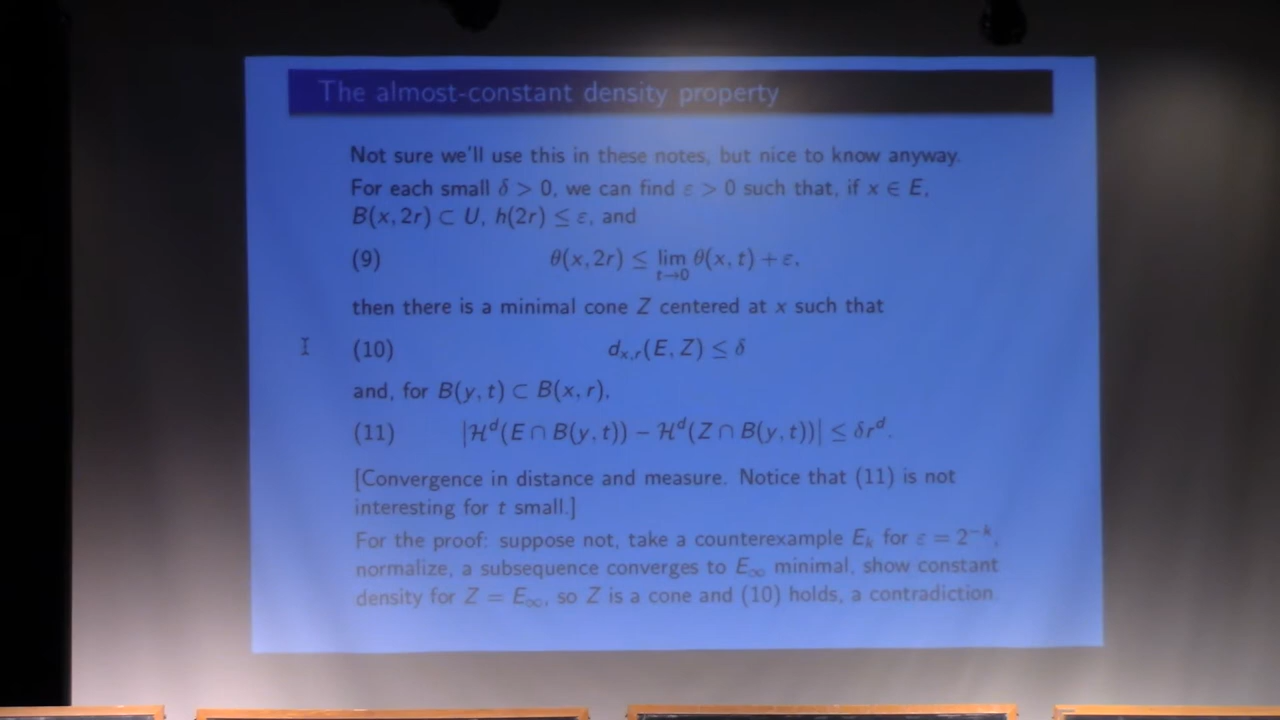 The almost-constant density property
Not sure we'll use this in these notes, but nice to know anyway.
For each small δ > 0, we can find ε > 0 such that, if x ∈ E,
B(x, 2r) ⊂ U, h(2r) ≤ ε, and
(9) θ(x, 2r) ≤ lim_{t→0} θ(x, t) + ε,
then there is a minimal cone Z centered at x such that
(10) d_{x,r}(E, Z) ≤ δ
and, for B(y, t) ⊂ B(x, r),
(11) |ℋ^d(E ∩ B(y, t)) − ℋ^d(Z ∩ B(y, t))| ≤ δr^d.
[Convergence in distance and measure. Notice that (11) is not
interesting for t small.]
For the proof: suppose not, take a counterexample E_k for ε = 2^{−k},
normalize, a subsequence converges to E_∞ minimal, show constant
density for Z = E_∞, so Z is a cone and (10) holds, a contradiction.